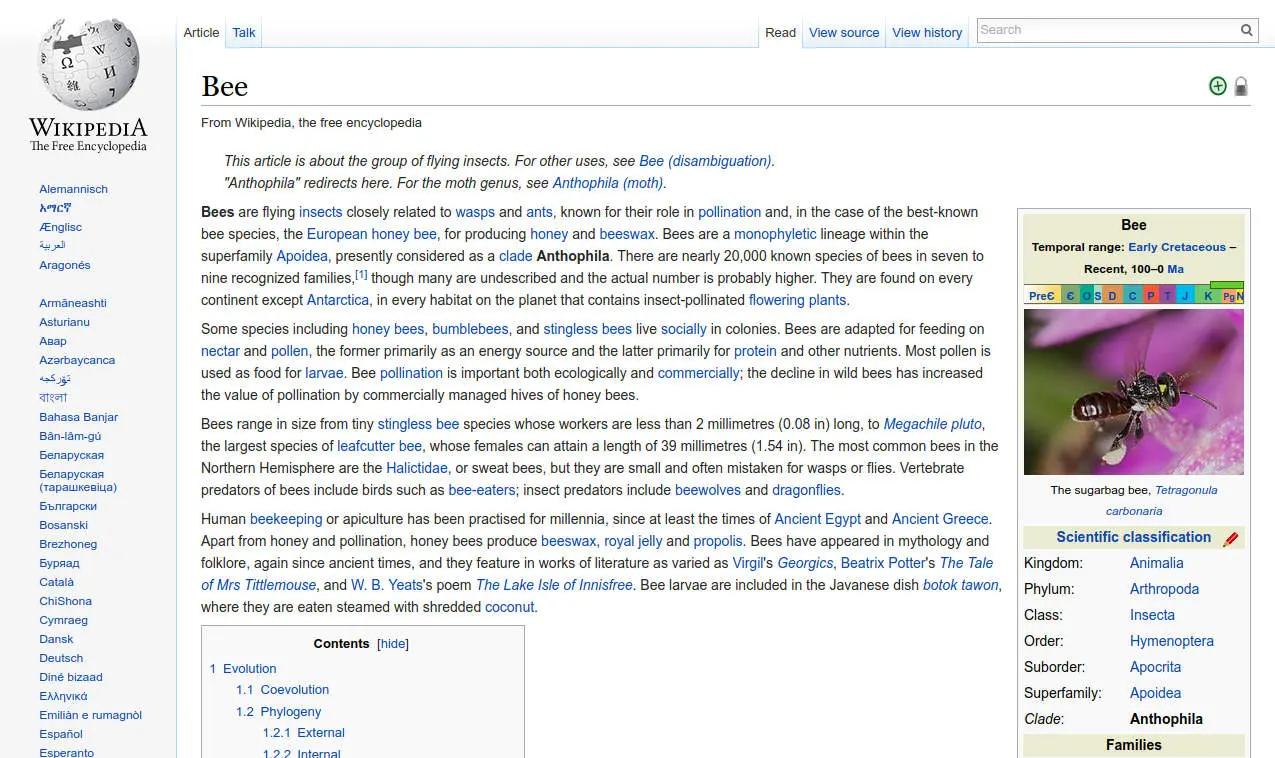 WIKIPEDIA
The Free Encyclopedia
Article
Talk
Read
View source
View history
Search
Bee
From Wikipedia, the free encyclopedia
This article is about the group of flying insects. For other uses, see Bee (disambiguation).
"Anthophila" redirects here. For the moth genus, see Anthophila (moth).
Bees are flying insects closely related to wasps and ants, known for their role in pollination and, in the case of the best-known
bee species, the European honey bee, for producing honey and beeswax. Bees are a monophyletic lineage within the
superfamily Apoidea, presently considered as a clade Anthophila. There are nearly 20,000 known species of bees in seven to
nine recognized families,[1] though many are undescribed and the actual number is probably higher. They are found on every
continent except Antarctica, in every habitat on the planet that contains insect-pollinated flowering plants.
Some species including honey bees, bumblebees, and stingless bees live socially in colonies. Bees are adapted for feeding on
nectar and pollen, the former primarily as an energy source and the latter primarily for protein and other nutrients. Most pollen is
used as food for larvae. Bee pollination is important both ecologically and commercially; the decline in wild bees has increased
the value of pollination by commercially managed hives of honey bees.
Bees range in size from tiny stingless bee species whose workers are less than 2 millimetres (0.08 in) long, to Megachile pluto,
the largest species of leafcutter bee, whose females can attain a length of 39 millimetres (1.54 in). The most common bees in the
Northern Hemisphere are the Halictidae, or sweat bees, but they are small and often mistaken for wasps or flies. Vertebrate
predators of bees include birds such as bee-eaters; insect predators include beewolves and dragonflies.
Human beekeeping or apiculture has been practised for millennia, since at least the times of Ancient Egypt and Ancient Greece.
Apart from honey and pollination, honey bees produce beeswax, royal jelly and propolis. Bees have appeared in mythology and
folklore, again since ancient times, and they feature in works of literature as varied as Virgil's Georgics, Beatrix Potter's The Tale
of Mrs Tittlemouse, and W. B. Yeats's poem The Lake Isle of Innisfree. Bee larvae are included in the Javanese dish botok tawon,
where they are eaten steamed with shredded coconut.
Contents [hide]
1 Evolution
1.1 Coevolution
1.2 Phylogeny
1.2.1 External
1.2.2 Internal
Bee
Temporal range: Early Cretaceous –
Recent, 100–0 Ma
PreЄ Є O S D C P T J K Pg N
The sugarbag bee, Tetragonula
carbonaria
Scientific classification
Kingdom: Animalia
Phylum: Arthropoda
Class: Insecta
Order: Hymenoptera
Suborder: Apocrita
Superfamily: Apoidea
Clade: Anthophila
Families
Alemannisch
አማርኛ
Ænglisc
العربية
Aragonés
Armãneashti
Asturianu
Авар
Azərbaycanca
تۆرکجه
বাংলা
Bahasa Banjar
Bân-lâm-gú
Беларуская
Беларуская
(тарашкевіца)
Български
Bosanski
Brezhoneg
Буряад
Català
ChiShona
Cymraeg
Dansk
Deutsch
Diné bizaad
Ελληνικά
Emiliàn e rumagnòl
Español
Esperanto